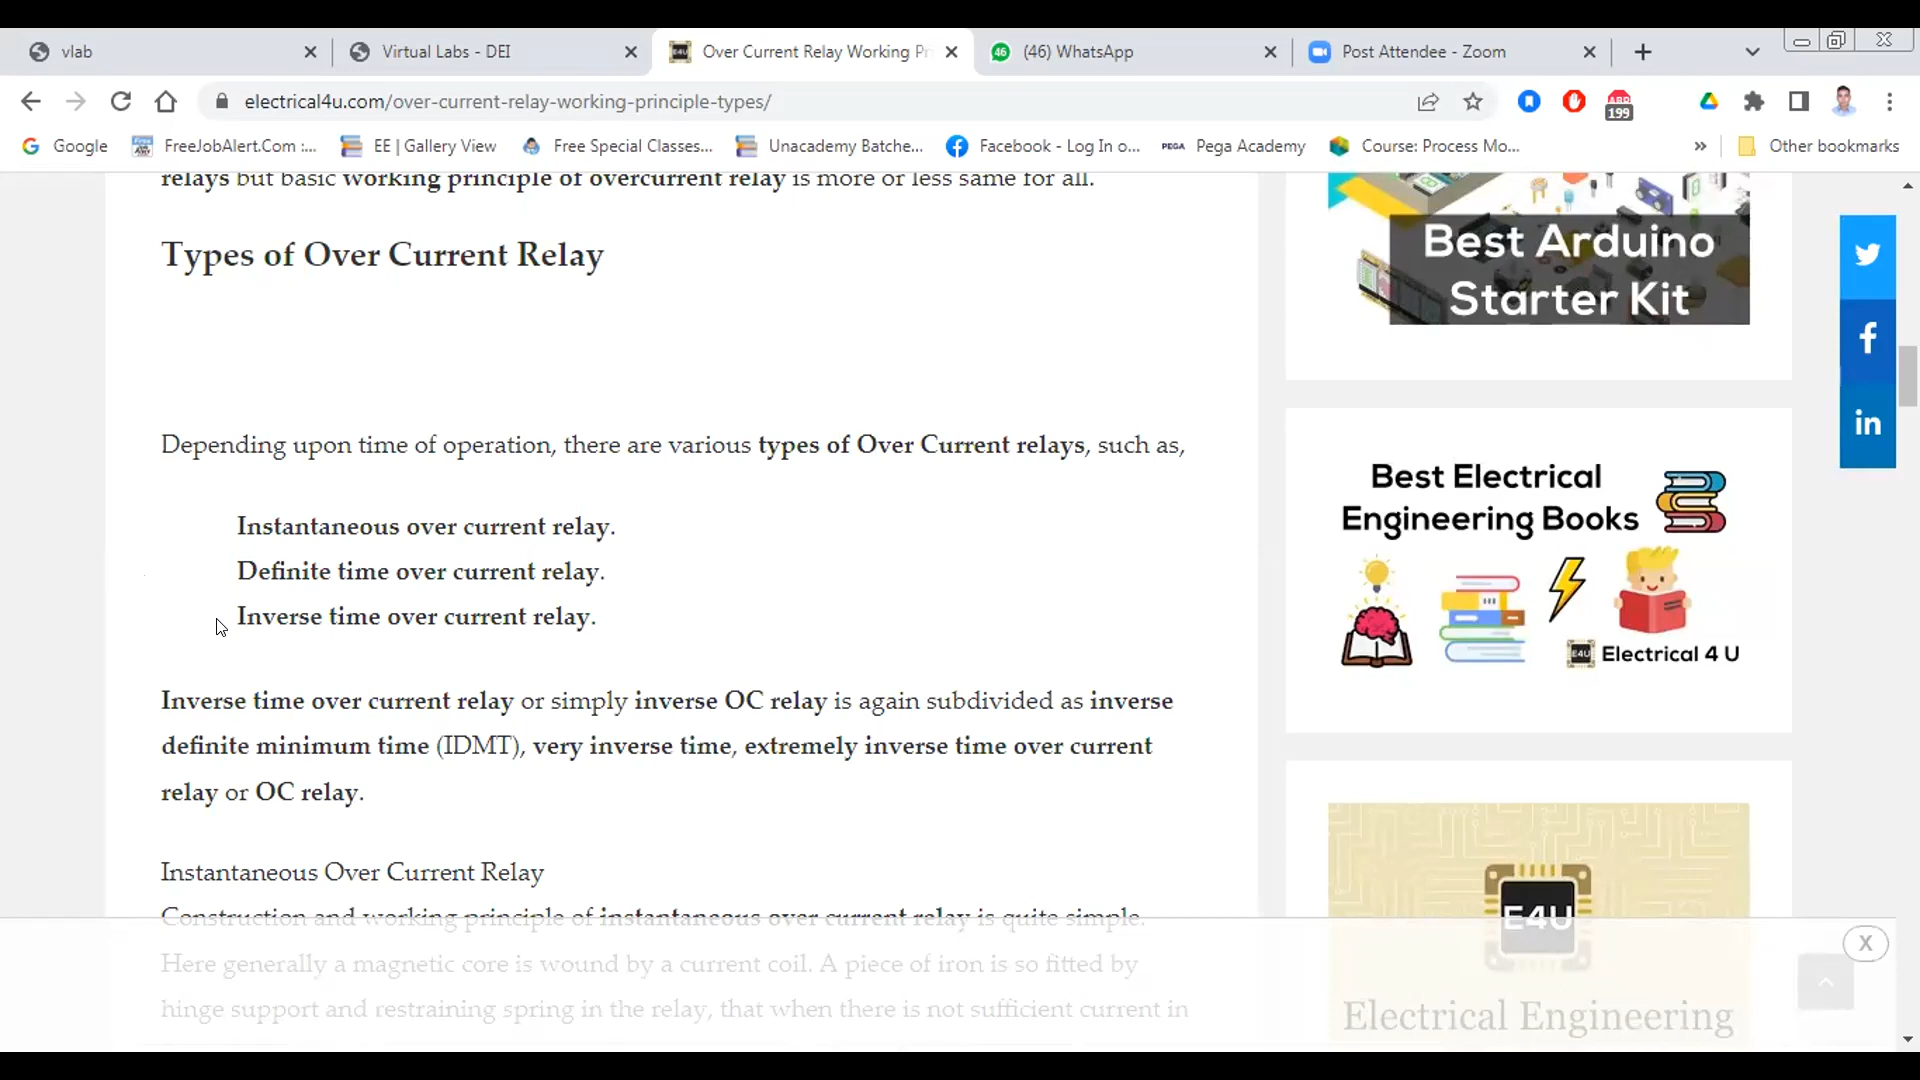 vlab
Virtual Labs - DEI
Over Current Relay Working Pr
46
(46) WhatsApp
Post Attendee - Zoom
electrical4u.com/over-current-relay-working-principle-types/
ABP
199
Google
FreeJobAlert.Com :...
EE | Gallery View
Free Special Classes...
Unacademy Batche...
Facebook - Log In o...
PEGA
Pega Academy
Course: Process Mo...
»
Other bookmarks
relays but basic working principle of overcurrent relay is more or less same for all.
Types of Over Current Relay
Depending upon time of operation, there are various types of Over Current relays, such as,
Instantaneous over current relay.
Definite time over current relay.
Inverse time over current relay.
Inverse time over current relay or simply inverse OC relay is again subdivided as inverse
definite minimum time (IDMT), very inverse time, extremely inverse time over current
relay or OC relay.
Instantaneous Over Current Relay
Construction and working principle of instantaneous over current relay is quite simple.
Here generally a magnetic core is wound by a current coil. A piece of iron is so fitted by
hinge support and restraining spring in the relay, that when there is not sufficient current in
Best Arduino
Starter Kit
Best Electrical
Engineering Books
E4U
Electrical 4 U
E4U
Electrical Engineering
in
X